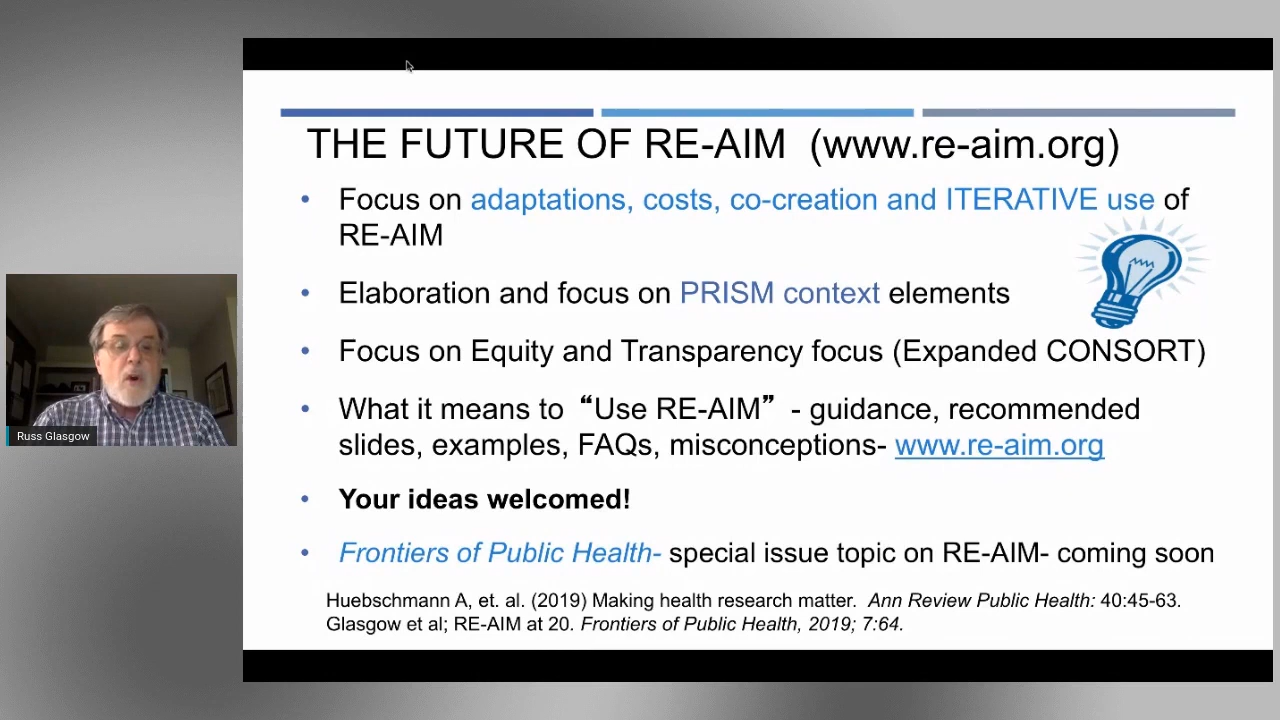 THE FUTURE OF RE-AIM (www.re-aim.org)
• Focus on adaptations, costs, co-creation and ITERATIVE use of
RE-AIM
• Elaboration and focus on PRISM context elements
• Focus on Equity and Transparency focus (Expanded CONSORT)
• What it means to “Use RE-AIM” - guidance, recommended
slides, examples, FAQs, misconceptions- www.re-aim.org
• Your ideas welcomed!
• Frontiers of Public Health- special issue topic on RE-AIM- coming soon
Huebschmann A, et. al. (2019) Making health research matter. Ann Review Public Health: 40:45-63.
Glasgow et al; RE-AIM at 20. Frontiers of Public Health, 2019; 7:64.
Russ Glasgow